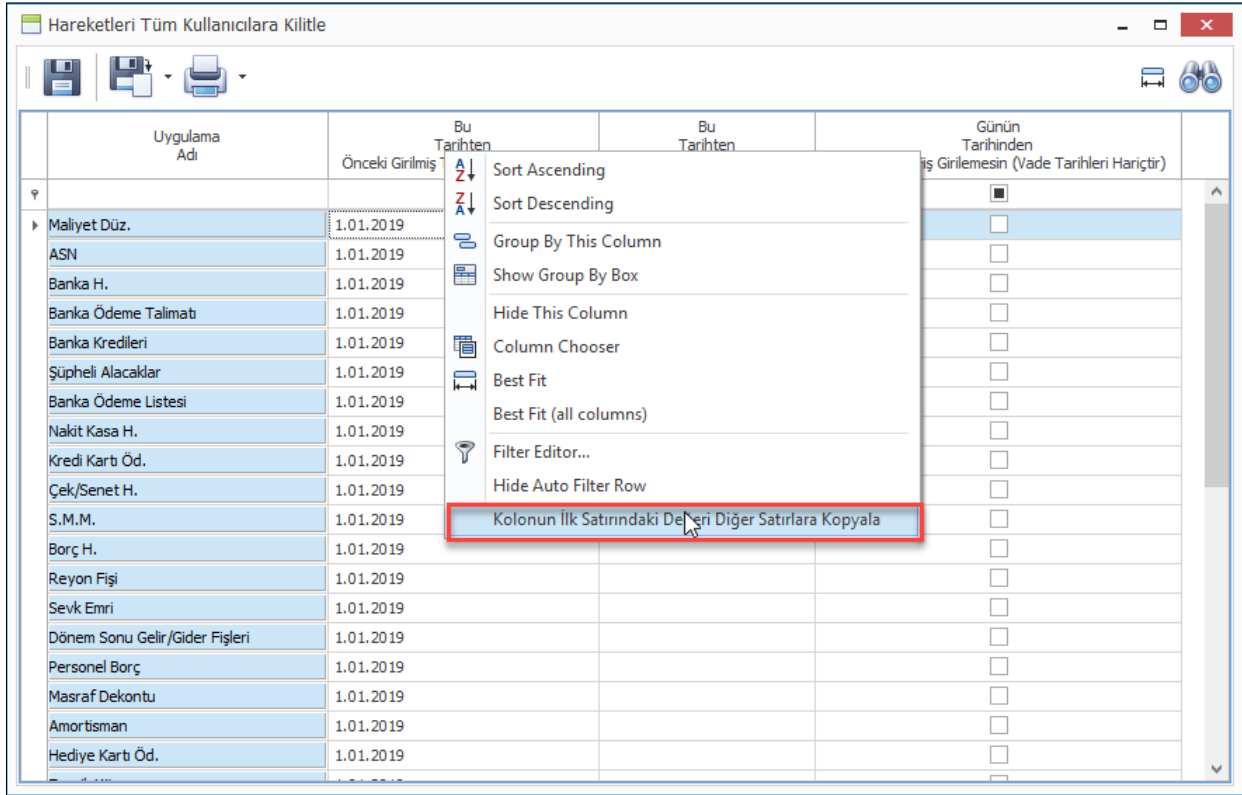 Hareketleri Tüm Kullanıcılara Kilitle
Uygulama
Adı
Bu
Tarihten
Önceki Girilmiş
Bu
Tarihten
Günün
Tarihinden
Girilemesin (Vade Tarihleri Hariçtir)
Maliyet Düz. 1.01.2019
ASN 1.01.2019
Banka H. 1.01.2019
Banka Ödeme Talimatı 1.01.2019
Banka Kredileri 1.01.2019
Şüpheli Alacaklar 1.01.2019
Banka Ödeme Listesi 1.01.2019
Nakit Kasa H. 1.01.2019
Kredi Kartı Öd. 1.01.2019
Çek/Senet H. 1.01.2019
S.M.M. 1.01.2019
Borç H. 1.01.2019
Reyon Fişi 1.01.2019
Sevk Emri 1.01.2019
Dönem Sonu Gelir/Gider Fişleri 1.01.2019
Personel Borç 1.01.2019
Masraf Dekontu 1.01.2019
Amortisman 1.01.2019
Hediye Kartı Öd. 1.01.2019
Sort Ascending
Sort Descending
Group By This Column
Show Group By Box
Hide This Column
Column Chooser
Best Fit
Best Fit (all columns)
Filter Editor...
Hide Auto Filter Row
Kolonun İlk Satırındaki Değeri Diğer Satırlara Kopyala